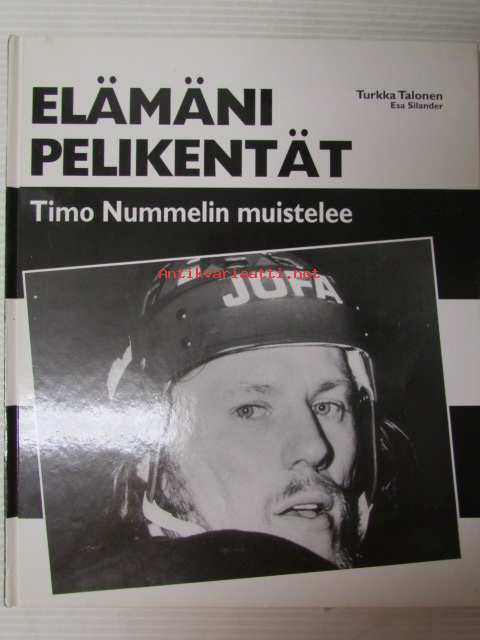 ELÄMÄNI
PELIKENTÄT
Turkka Talonen
Esa Silander
Timo Nummelin muistelee
Antikvariaatti.net
JOFA